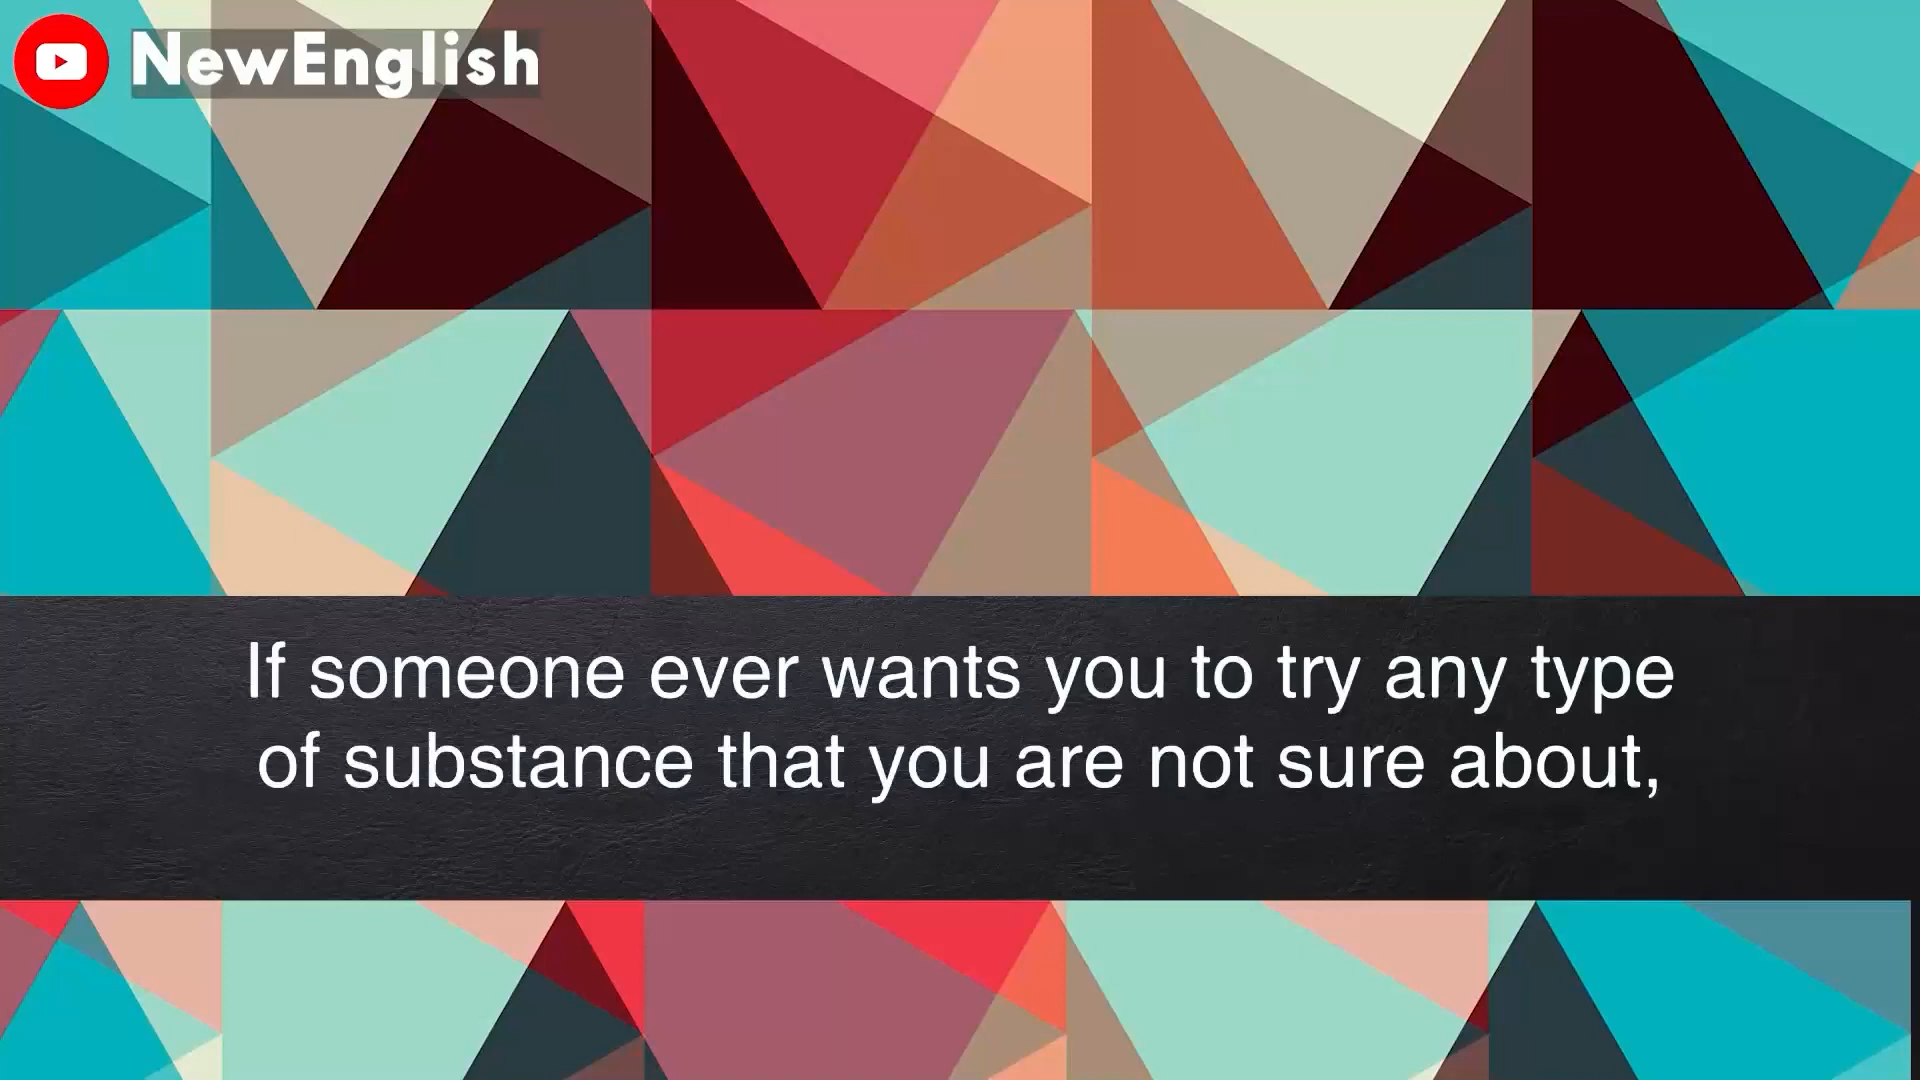 NewEnglish
If someone ever wants you to try any type
of substance that you are not sure about,